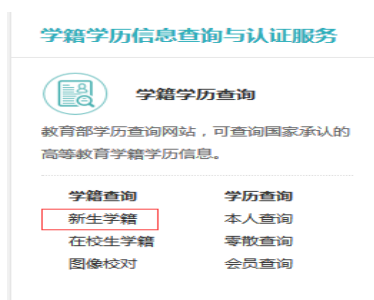 学籍学历信息查询与认证服务
学籍学历查询
教育部学历查询网站，可查询国家承认的
高等教育学籍学历信息。
学籍查询 学历查询
新生学籍 本人查询
在校生学籍 零散查询
图像校对 会员查询